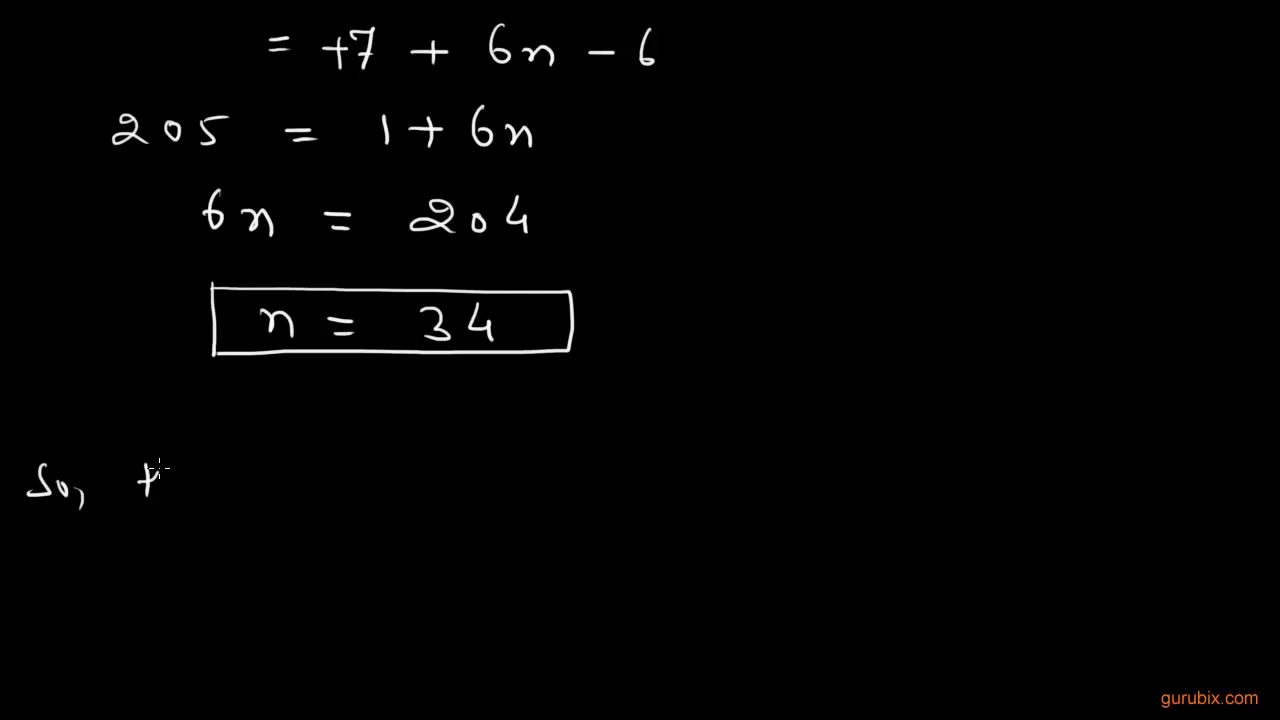 = +7 + 6n - 6
205 = 1 + 6n
6n = 204
n = 34
So,
gurubix.com